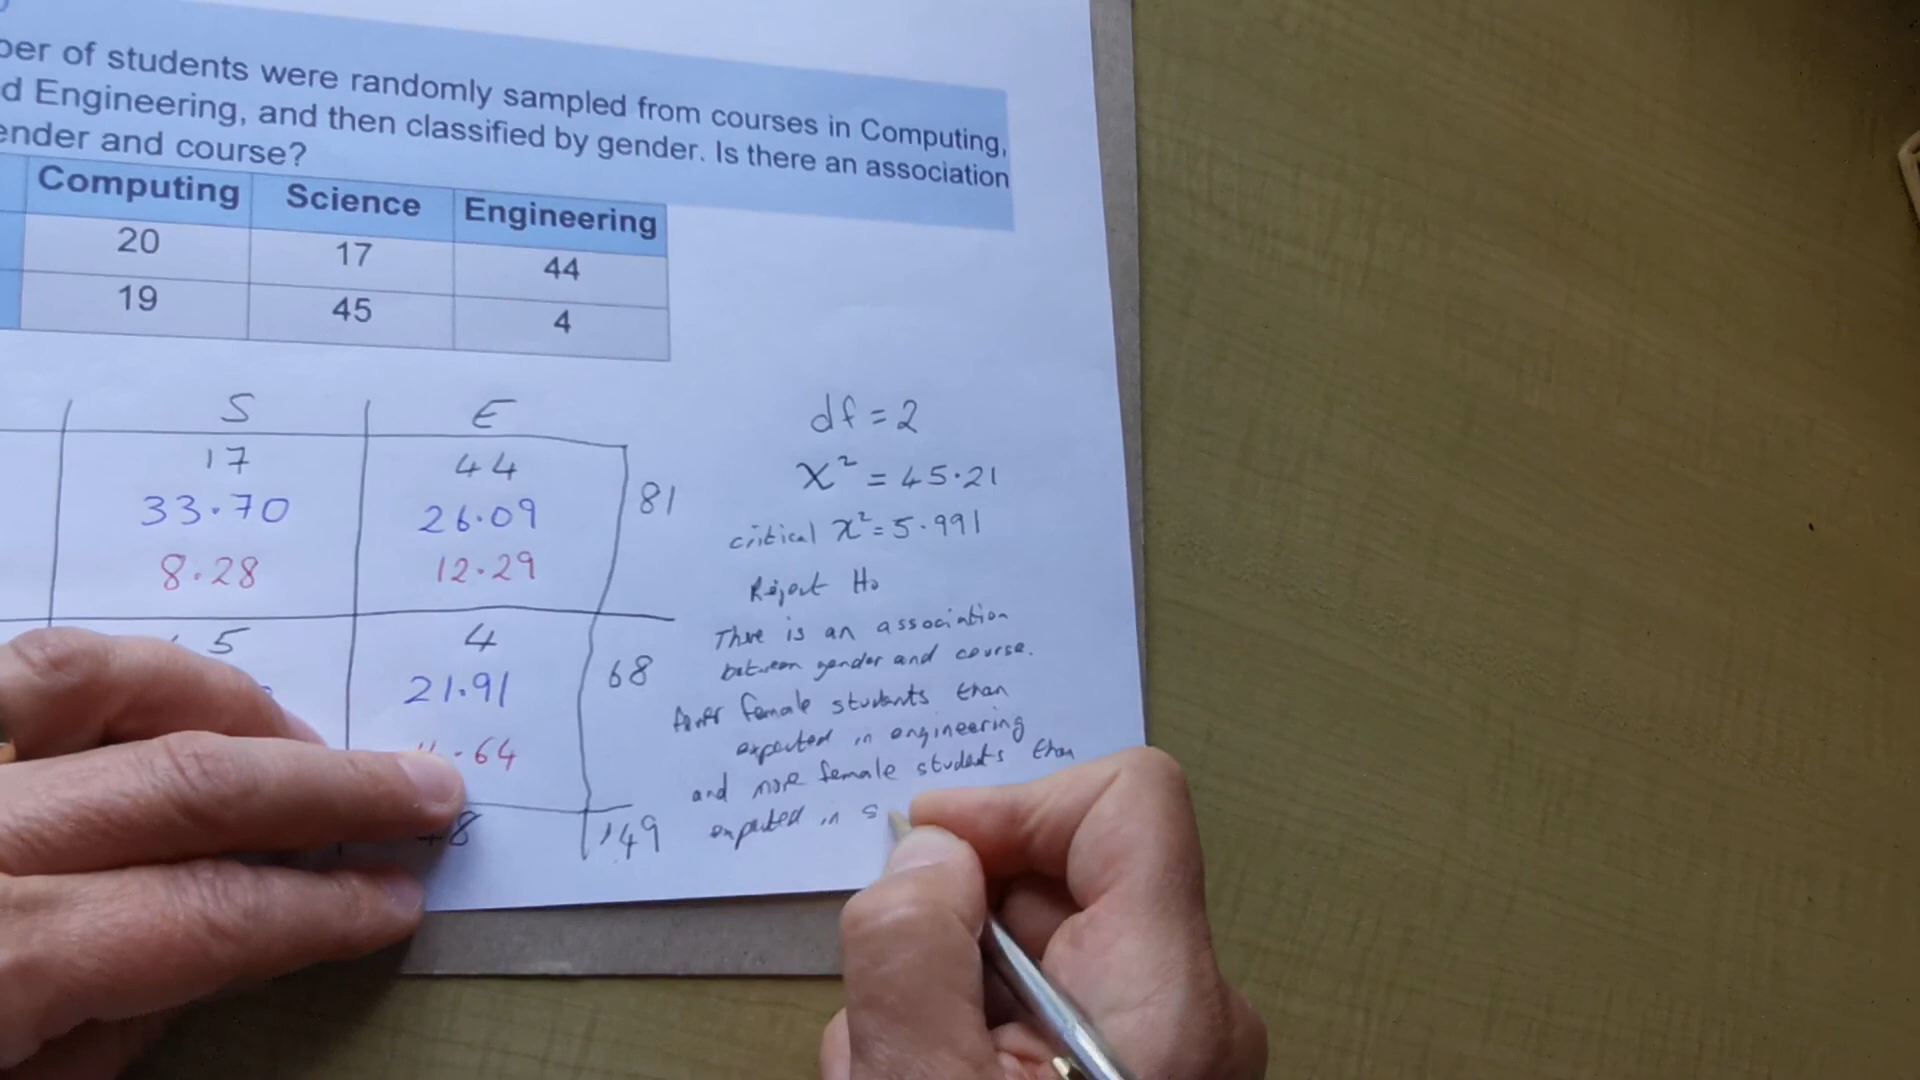 of students were randomly sampled from courses in Computing,
d Engineering, and then classified by gender. Is there an association
ender and course?
Computing Science Engineering
20 17 44
19 45 4
S E
17 44
33.70 26.09 81
8.28 12.29
5 4
21.91 68
.64
8 149
df = 2
χ² = 45.21
critical χ² = 5.991
Reject H₀
There is an association
between gender and course.
fewer female students than
expected in engineering
and more female students than
expected in s